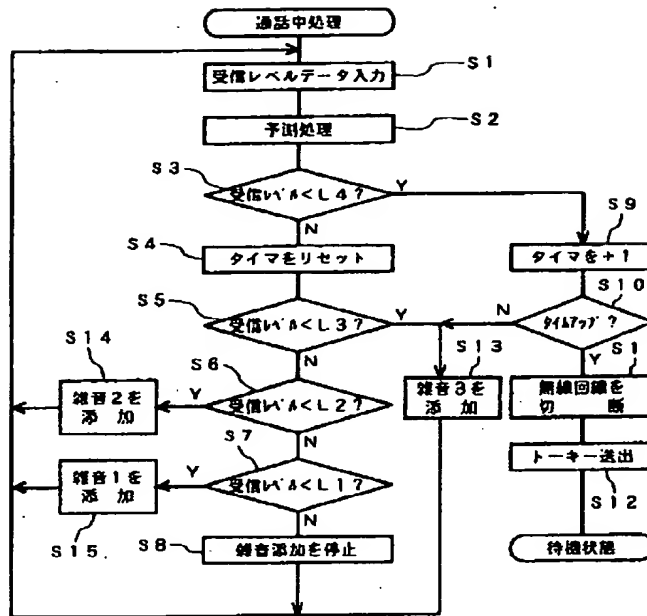 通話中処理
受信レベルデータ入力
S1
予測処理
S2
S3
受信レベル<L4?
Y
N
S9
S4
タイマをリセット
タイマを+1
S10
S5
受信レベル<L3?
Y
N
タイムアップ?
N
Y
S14
S6
S13
S1
雑音2を
添加
Y
受信レベル<L2?
N
雑音3を
添加
無線回線を
切断
S7
トーキー送出
雑音1を
添加
Y
受信レベル<L1?
N
S12
S15
S8
雑音添加を停止
待機状態